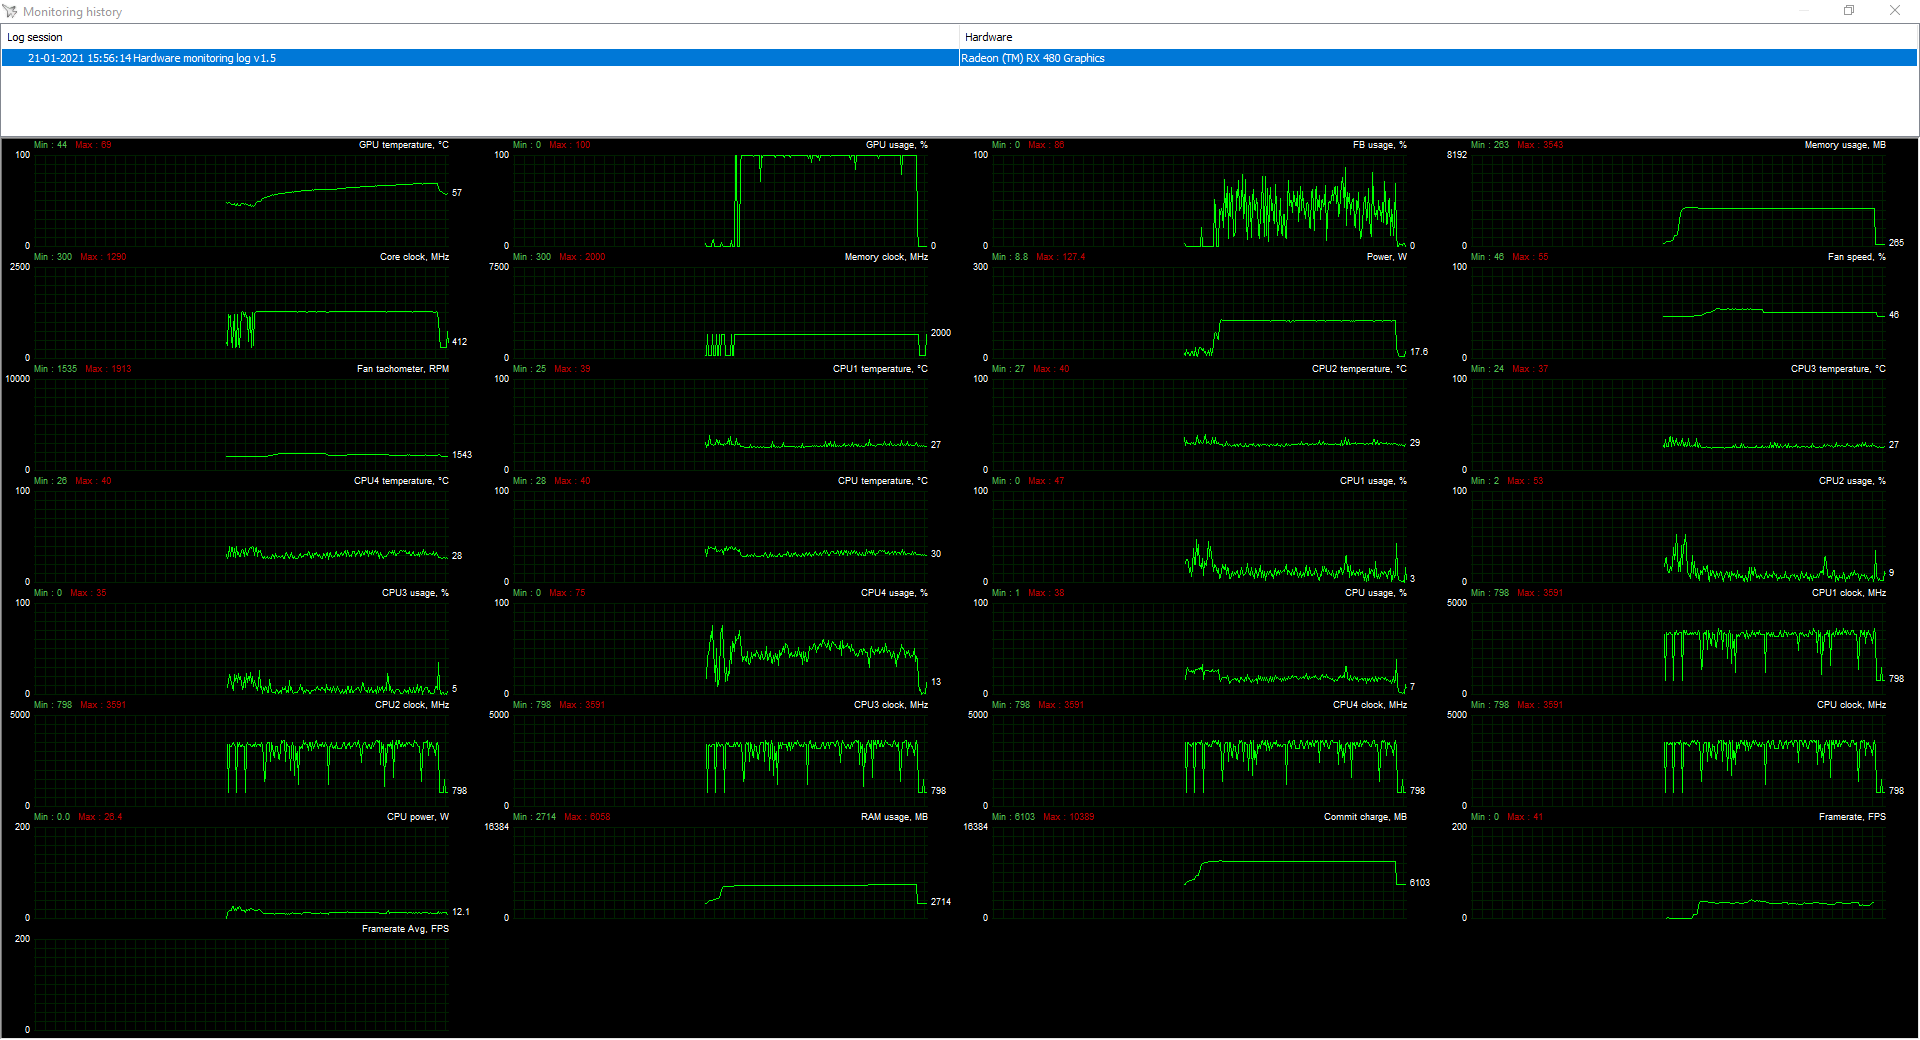 Monitoring history
Log session Hardware
21-01-2021 15:56:14 Hardware monitoring log v1.5 Radeon (TM) RX 480 Graphics
Min : 44 Max : 69 GPU temperature, °C
100
57
0
Min : 0 Max : 100 GPU usage, %
100
0
0
Min : 0 Max : 86 FB usage, %
100
0
0
Min : 263 Max : 3543 Memory usage, MB
8192
265
0
Min : 300 Max : 1290 Core clock, MHz
2500
412
0
Min : 300 Max : 2000 Memory clock, MHz
7500
2000
0
Min : 8.8 Max : 127.4 Power, W
300
17.6
0
Min : 46 Max : 56 Fan speed, %
100
46
0
Min : 1535 Max : 1913 Fan tachometer, RPM
10000
1543
0
Min : 25 Max : 39 CPU1 temperature, °C
100
27
0
Min : 27 Max : 40 CPU2 temperature, °C
100
29
0
Min : 24 Max : 37 CPU3 temperature, °C
100
27
0
Min : 26 Max : 40 CPU4 temperature, °C
100
28
0
Min : 28 Max : 40 CPU temperature, °C
100
30
0
Min : 0 Max : 47 CPU1 usage, %
100
3
0
Min : 2 Max : 53 CPU2 usage, %
100
9
0
Min : 0 Max : 35 CPU3 usage, %
100
5
0
Min : 0 Max : 75 CPU4 usage, %
100
13
0
Min : 1 Max : 38 CPU usage, %
100
7
0
Min : 798 Max : 3591 CPU1 clock, MHz
5000
798
0
Min : 798 Max : 3591 CPU2 clock, MHz
5000
798
0
Min : 798 Max : 3591 CPU3 clock, MHz
5000
798
0
Min : 798 Max : 3591 CPU4 clock, MHz
5000
798
0
Min : 798 Max : 3591 CPU clock, MHz
5000
798
0
Min : 0.0 Max : 26.4 CPU power, W
200
12.1
0
Min : 2714 Max : 6058 RAM usage, MB
16384
2714
0
Min : 6103 Max : 10389 Commit charge, MB
16384
6103
0
Min : 0 Max : 41 Framerate, FPS
200
0
Framerate Avg, FPS
200
0